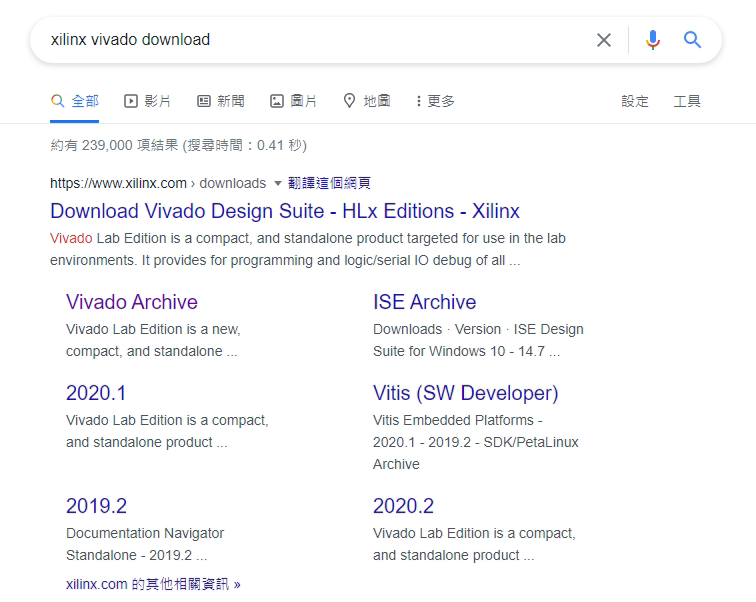 xilinx vivado download
全部 影片 新聞 圖片 地圖 更多 設定 工具
約有 239,000 項結果 (搜尋時間：0.41 秒)
https://www.xilinx.com › downloads 翻譯這個網頁
Download Vivado Design Suite - HLx Editions - Xilinx
Vivado Lab Edition is a compact, and standalone product targeted for use in the lab
environments. It provides for programming and logic/serial IO debug of all ...
Vivado Archive
Vivado Lab Edition is a new,
compact, and standalone ...
ISE Archive
Downloads · Version · ISE Design
Suite for Windows 10 - 14.7 ...
2020.1
Vivado Lab Edition is a compact,
and standalone product ...
Vitis (SW Developer)
Vitis Embedded Platforms -
2020.1 - 2019.2 - SDK/PetaLinux
Archive
2019.2
Documentation Navigator
Standalone - 2019.2 ...
2020.2
Vivado Lab Edition is a compact,
and standalone product ...
xilinx.com 的其他相關資訊 »